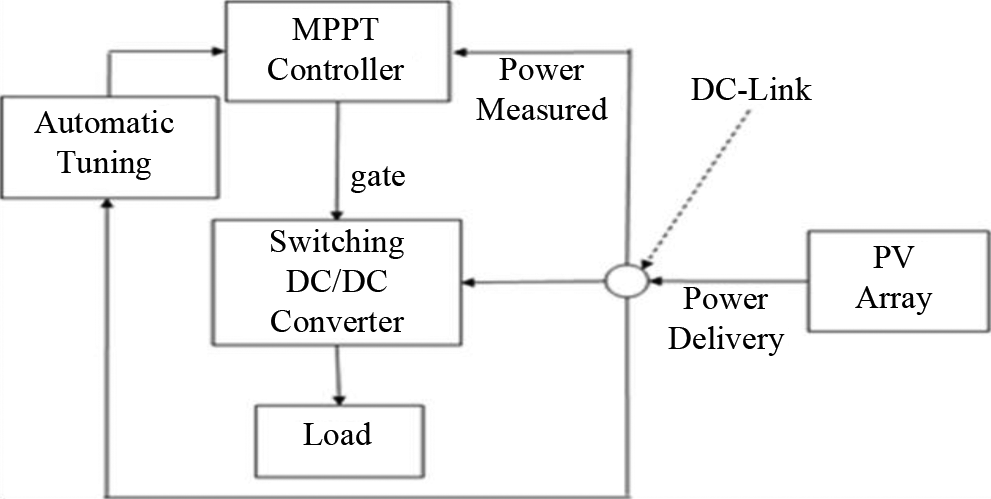 MPPT
Controller
Power
Measured
DC-Link
Automatic
Tuning
gate
Switching
DC/DC
Converter
PV
Array
Power
Delivery
Load